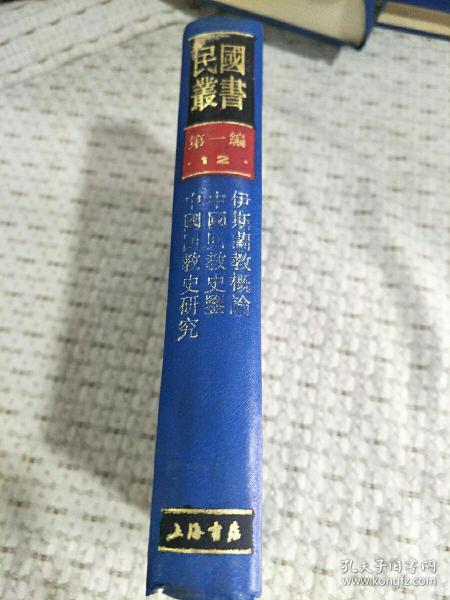 民國
叢書
第一編
·12·
伊斯蘭教概論
中國回教史鑒
中國回教史研究
上海書店
孔夫子旧书网
www.kongfz.com